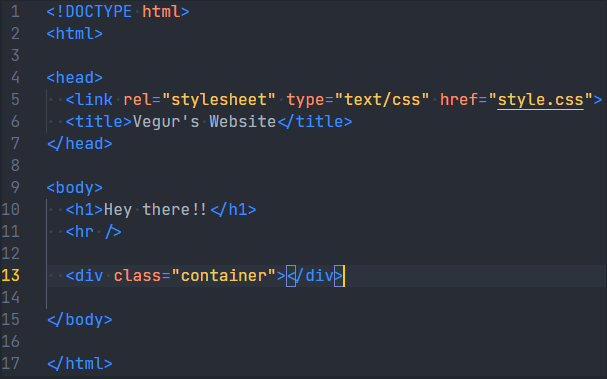 1 <!DOCTYPE html>
2 <html>
3
4 <head>
5   <link rel="stylesheet" type="text/css" href="style.css">
6   <title>Vegur's Website</title>
7 </head>
8
9 <body>
10   <h1>Hey there!!</h1>
11   <hr />
12
13   <div class="container"></div>
14
15 </body>
16
17 </html>